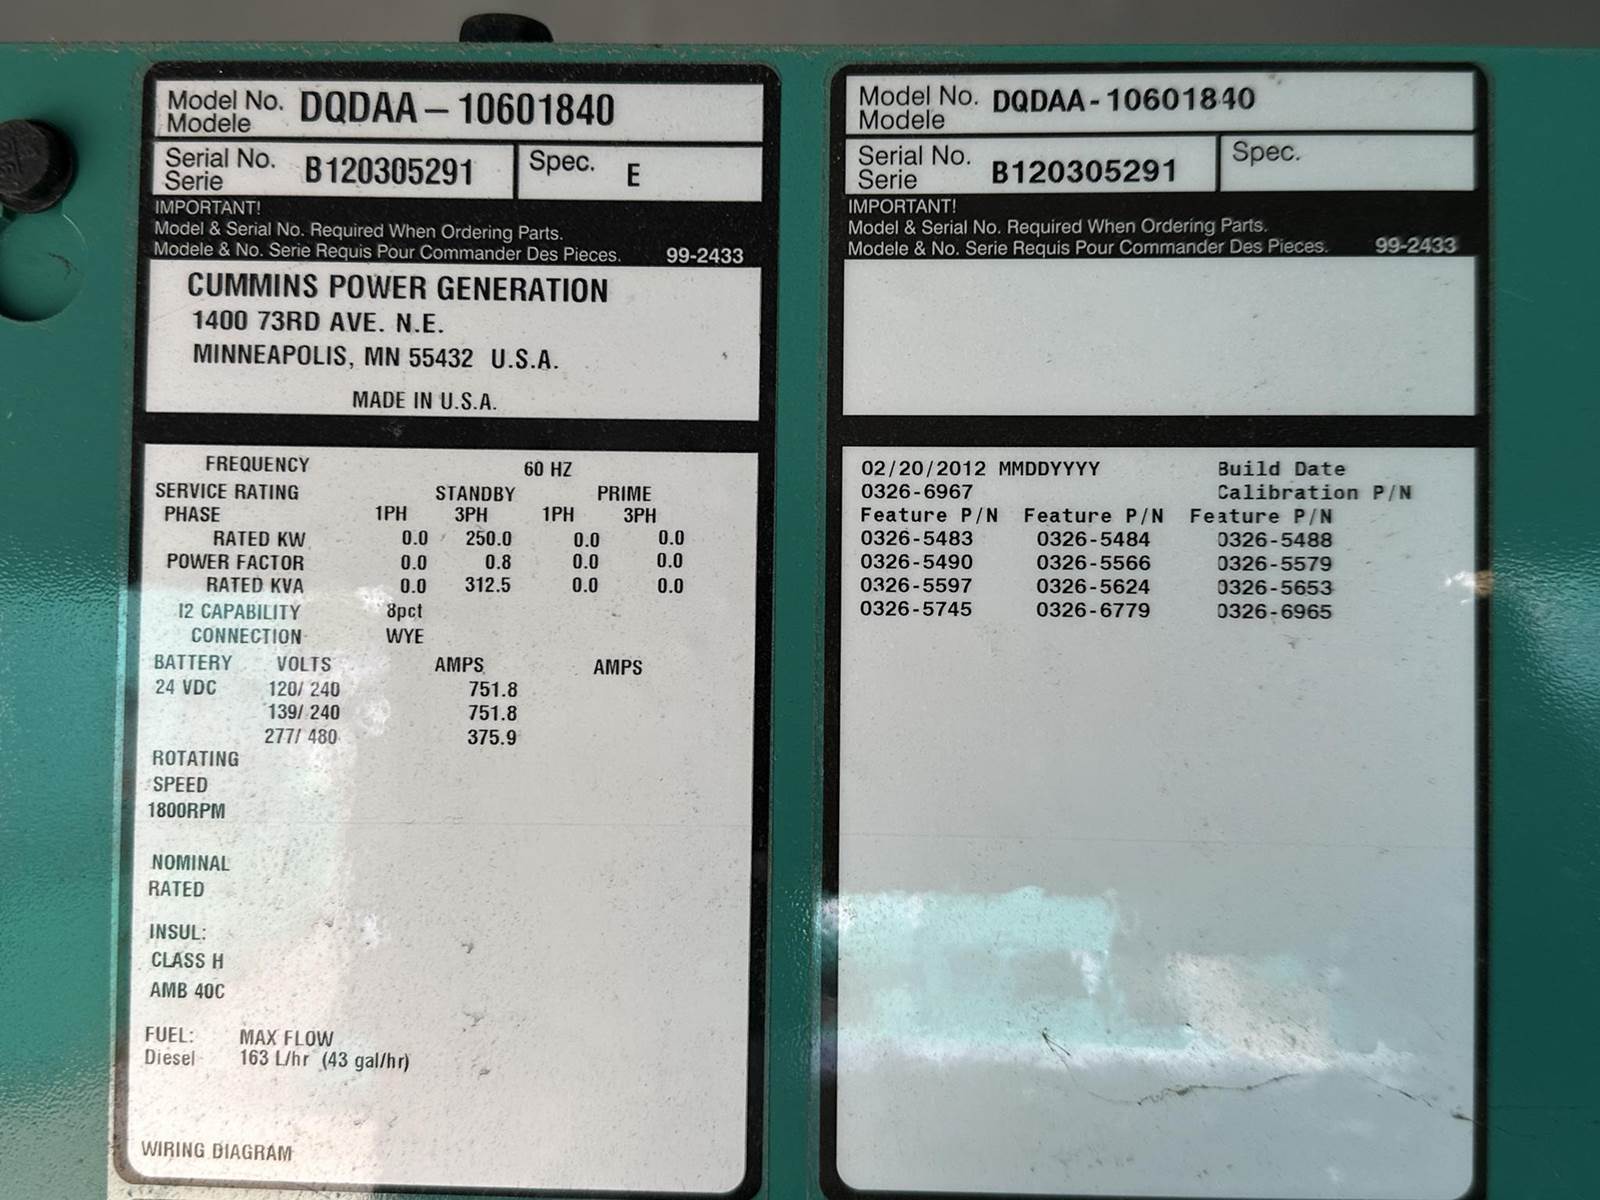 Model No. DQDAA-10601840
Modele
Serial No. B120305291 Spec. E
Serie
IMPORTANT!
Model & Serial No. Required When Ordering Parts.
Modele & No. Serie Requis Pour Commander Des Pieces. 99-2433
CUMMINS POWER GENERATION
1400 73RD AVE. N.E.
MINNEAPOLIS, MN 55432 U.S.A.
MADE IN U.S.A.
FREQUENCY 60 HZ
SERVICE RATING STANDBY PRIME
PHASE 1PH 3PH 1PH 3PH
RATED KW 0.0 250.0 0.0 0.0
POWER FACTOR 0.0 0.8 0.0 0.0
RATED KVA 0.0 312.5 0.0 0.0
I2 CAPABILITY 8pct
CONNECTION WYE
BATTERY VOLTS AMPS AMPS
24 VDC 120/ 240 751.8
139/ 240 751.8
277/ 480 375.9
ROTATING
SPEED
1800RPM
NOMINAL
RATED
INSUL:
CLASS H
AMB 40C
FUEL: MAX FLOW
Diesel 163 L/hr (43 gal/hr)
WIRING DIAGRAM
Model No. DQDAA-10601840
Modele
Serial No. B120305291 Spec.
Serie
IMPORTANT!
Model & Serial No. Required When Ordering Parts.
Modele & No. Serie Requis Pour Commander Des Pieces. 99-2433
02/20/2012 MMDDYYYY Build Date
0326-6967 Calibration P/N
Feature P/N Feature P/N Feature P/N
0326-5483 0326-5484 0326-5488
0326-5490 0326-5566 0326-5579
0326-5597 0326-5624 0326-5653
0326-5745 0326-6779 0326-6965